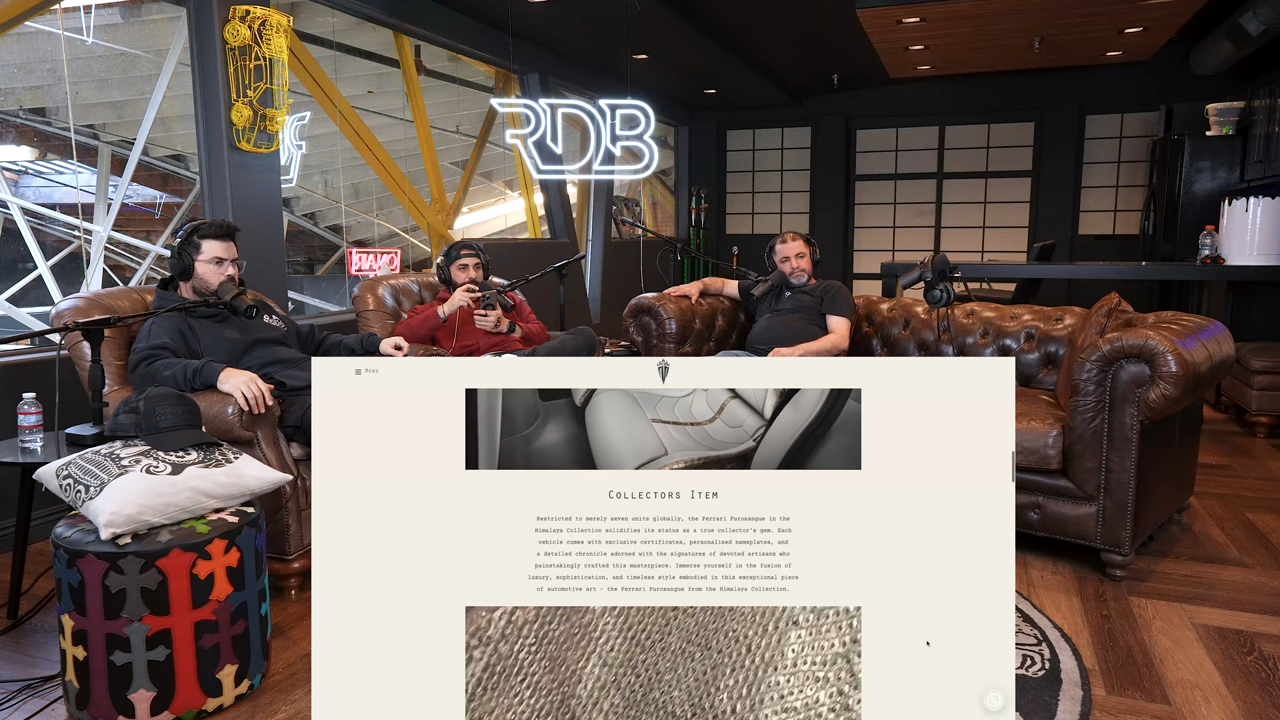 RDB
Menu
Collectors Item
Restricted to merely seven units globally, the Ferrari Purosangue in the
Himalaya Collection solidifies its status as a true collector's gem. Each
vehicle comes with exclusive certificates, personalised nameplates, and
a detailed chronicle adorned with the signatures of devoted artisans who
painstakingly crafted this masterpiece. Immerse yourself in the fusion of
luxury, sophistication, and timeless style embodied in this exceptional piece
of automotive art - the Ferrari Purosangue from the Himalaya Collection.